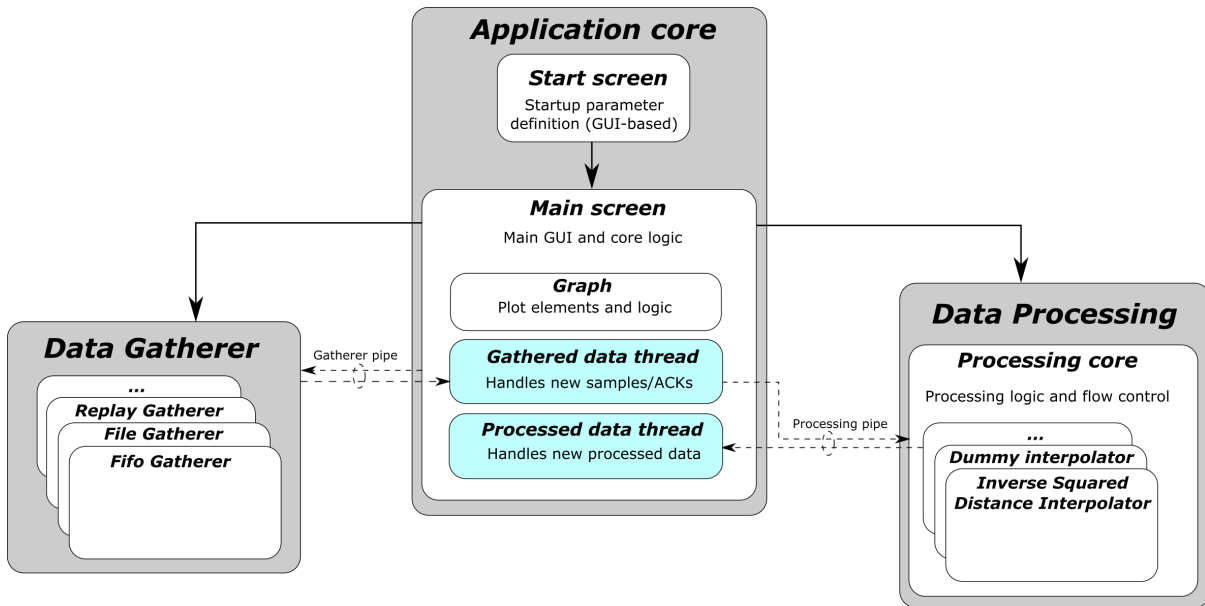 Application core
Start screen
Startup parameter
definition (GUI-based)
Main screen
Main GUI and core logic
Graph
Plot elements and logic
Gathered data thread
Handles new samples/ACKs
Processed data thread
Handles new processed data
Data Gatherer
...
Replay Gatherer
File Gatherer
Fifo Gatherer
Gatherer pipe
Processing pipe
Data Processing
Processing core
Processing logic and flow control
...
Dummy interpolator
Inverse Squared
Distance Interpolator